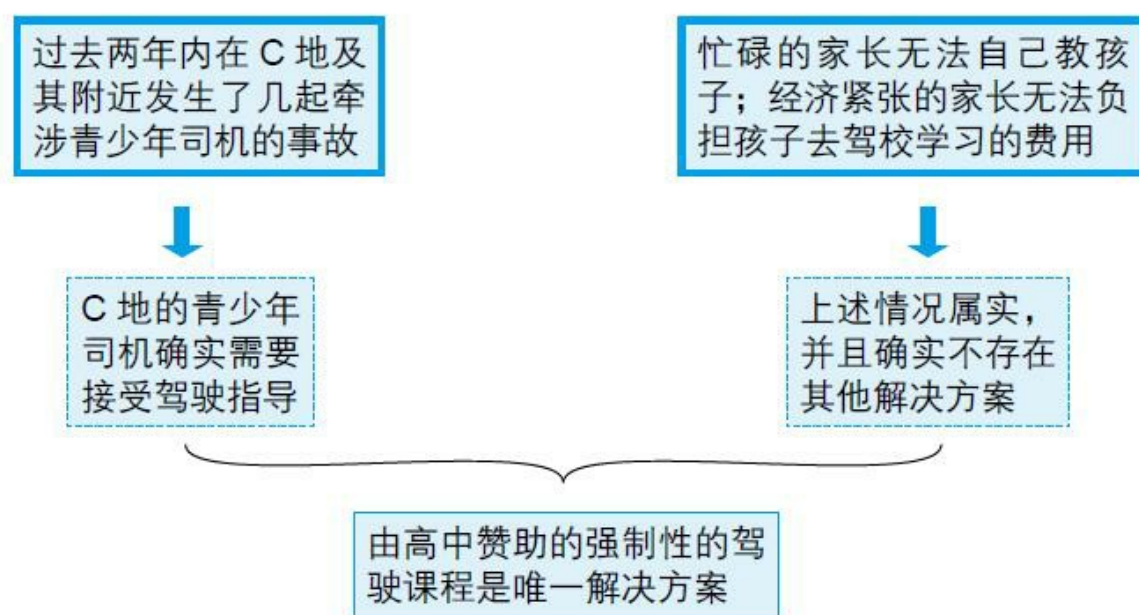 过去两年内在 C 地及
其附近发生了几起牵
涉青少年司机的事故
忙碌的家长无法自己教孩
子；经济紧张的家长无法负
担孩子去驾校学习的费用
C 地的青少年
司机确实需要
接受驾驶指导
上述情况属实，
并且确实不存在
其他解决方案
由高中赞助的强制性的驾
驶课程是唯一解决方案